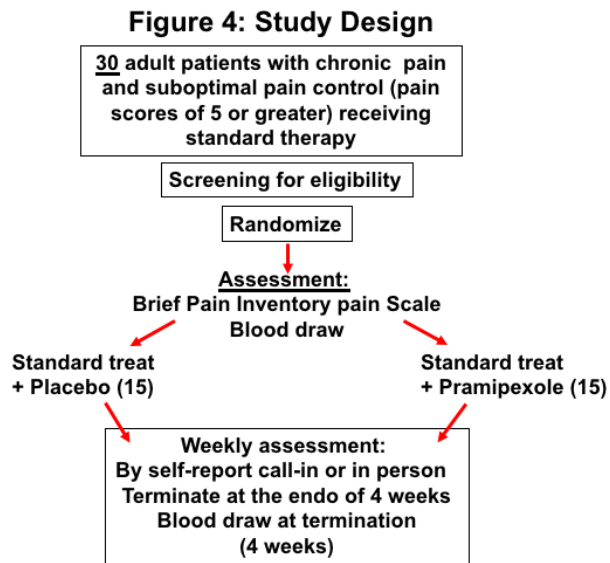 Figure 4: Study Design
30 adult patients with chronic pain
and suboptimal pain control (pain
scores of 5 or greater) receiving
standard therapy
Screening for eligibility
Randomize
Assessment:
Brief Pain Inventory pain Scale
Blood draw
Standard treat
+ Placebo (15)
Standard treat
+ Pramipexole (15)
Weekly assessment:
By self-report call-in or in person
Terminate at the endo of 4 weeks
Blood draw at termination
(4 weeks)